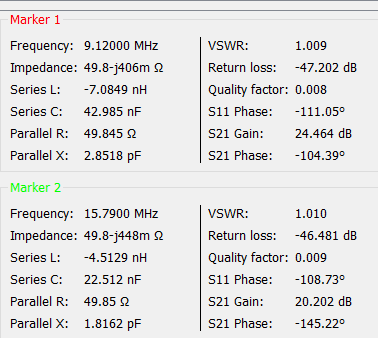 Marker 1
Frequency: 9.12000 MHz VSWR: 1.009
Impedance: 49.8-j406m Ω Return loss: -47.202 dB
Series L: -7.0849 nH Quality factor: 0.008
Series C: 42.985 nF S11 Phase: -111.05º
Parallel R: 49.845 Ω S21 Gain: 24.464 dB
Parallel X: 2.8518 pF S21 Phase: -104.39º
Marker 2
Frequency: 15.7900 MHz VSWR: 1.010
Impedance: 49.8-j448m Ω Return loss: -46.481 dB
Series L: -4.5129 nH Quality factor: 0.009
Series C: 22.512 nF S11 Phase: -108.73º
Parallel R: 49.85 Ω S21 Gain: 20.202 dB
Parallel X: 1.8162 pF S21 Phase: -145.22º